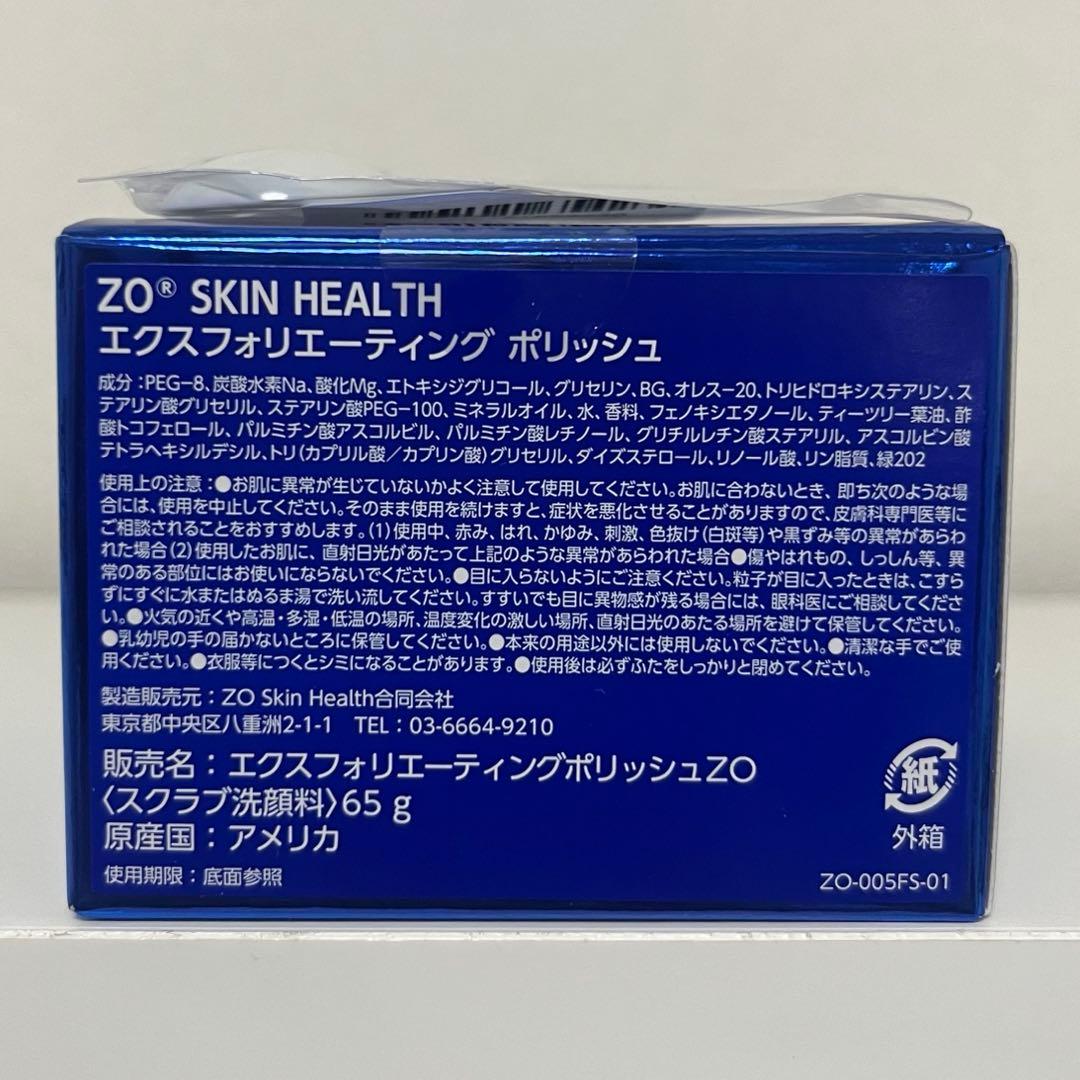 ZO® SKIN HEALTH
エクスフォリエーティング ポリッシュ
成分：PEG-8、炭酸水素Na、酸化Mg、エトキシジグリコール、グリセリン、BG、オレス-20、トリヒドロキシステアリン、ス
テアリン酸グリセリル、ステアリン酸PEG-100、ミネラルオイル、水、香料、フェノキシエタノール、ティーツリー葉油、酢
酸トコフェロール、パルミチン酸アスコルビル、パルミチン酸レチノール、グリチルレチン酸ステアリル、アスコルビン酸
テトラヘキシルデシル、トリ（カプリル酸／カプリン酸）グリセリル、ダイズステロール、リノール酸、リン脂質、緑202
使用上の注意：●お肌に異常が生じていないかよく注意して使用してください。お肌に合わないとき、即ち次のような場
合には、使用を中止してください。そのまま使用を続けますと、症状を悪化させることがありますので、皮膚科専門医等に
ご相談されることをおすすめします。（1）使用中、赤み、はれ、かゆみ、刺激、色抜け（白斑等）や黒ずみ等の異常があらわ
れた場合（2）使用したお肌に、直射日光があたって上記のような異常があらわれた場合●傷やはれもの、しっしん等、異
常のある部位にはお使いにならないでください。●目に入らないようにご注意ください。粒子が目に入ったときは、こすら
ずにすぐに水またはぬるま湯で洗い流してください。すすいでも目に異物感が残る場合には、眼科医にご相談してくださ
い。●火気の近くや高温・多湿・低温の場所、温度変化の激しい場所、直射日光のあたる場所を避けて保管してください。
●乳幼児の手の届かないところに保管してください。●本来の用途以外には使用しないでください。●清潔な手でご使
用ください。●衣服等につくとシミになることがあります。●使用後は必ずふたをしっかりと閉めてください。
製造販売元：ZO Skin Health合同会社
東京都中央区八重洲2-1-1 TEL：03-6664-9210
販売名：エクスフォリエーティングポリッシュZO
〈スクラブ洗顔料〉65 g
原産国：アメリカ
使用期限：底面参照
紙
外箱
ZO-005FS-01